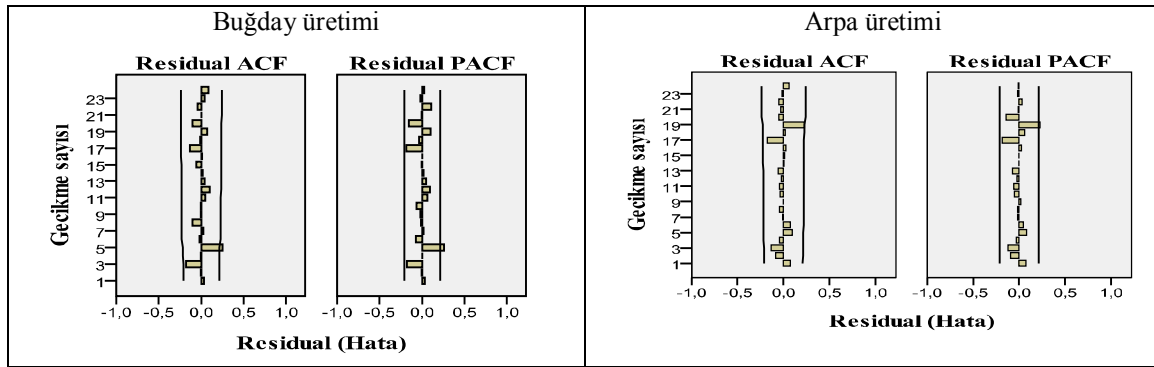 Buğday üretimi
Residual ACF
Residual PACF
Gecikme sayısı
23
21
19
17
15
13
11
9
7
5
3
1
-1,0 -0,5 0,0 0,5 1,0
-1,0 -0,5 0,0 0,5 1,0
Residual (Hata)
Arpa üretimi
Residual ACF
Residual PACF
Gecikme sayısı
23
21
19
17
15
13
11
9
7
5
3
1
-1,0 -0,5 0,0 0,5 1,0
-1,0 -0,5 0,0 0,5 1,0
Residual (Hata)